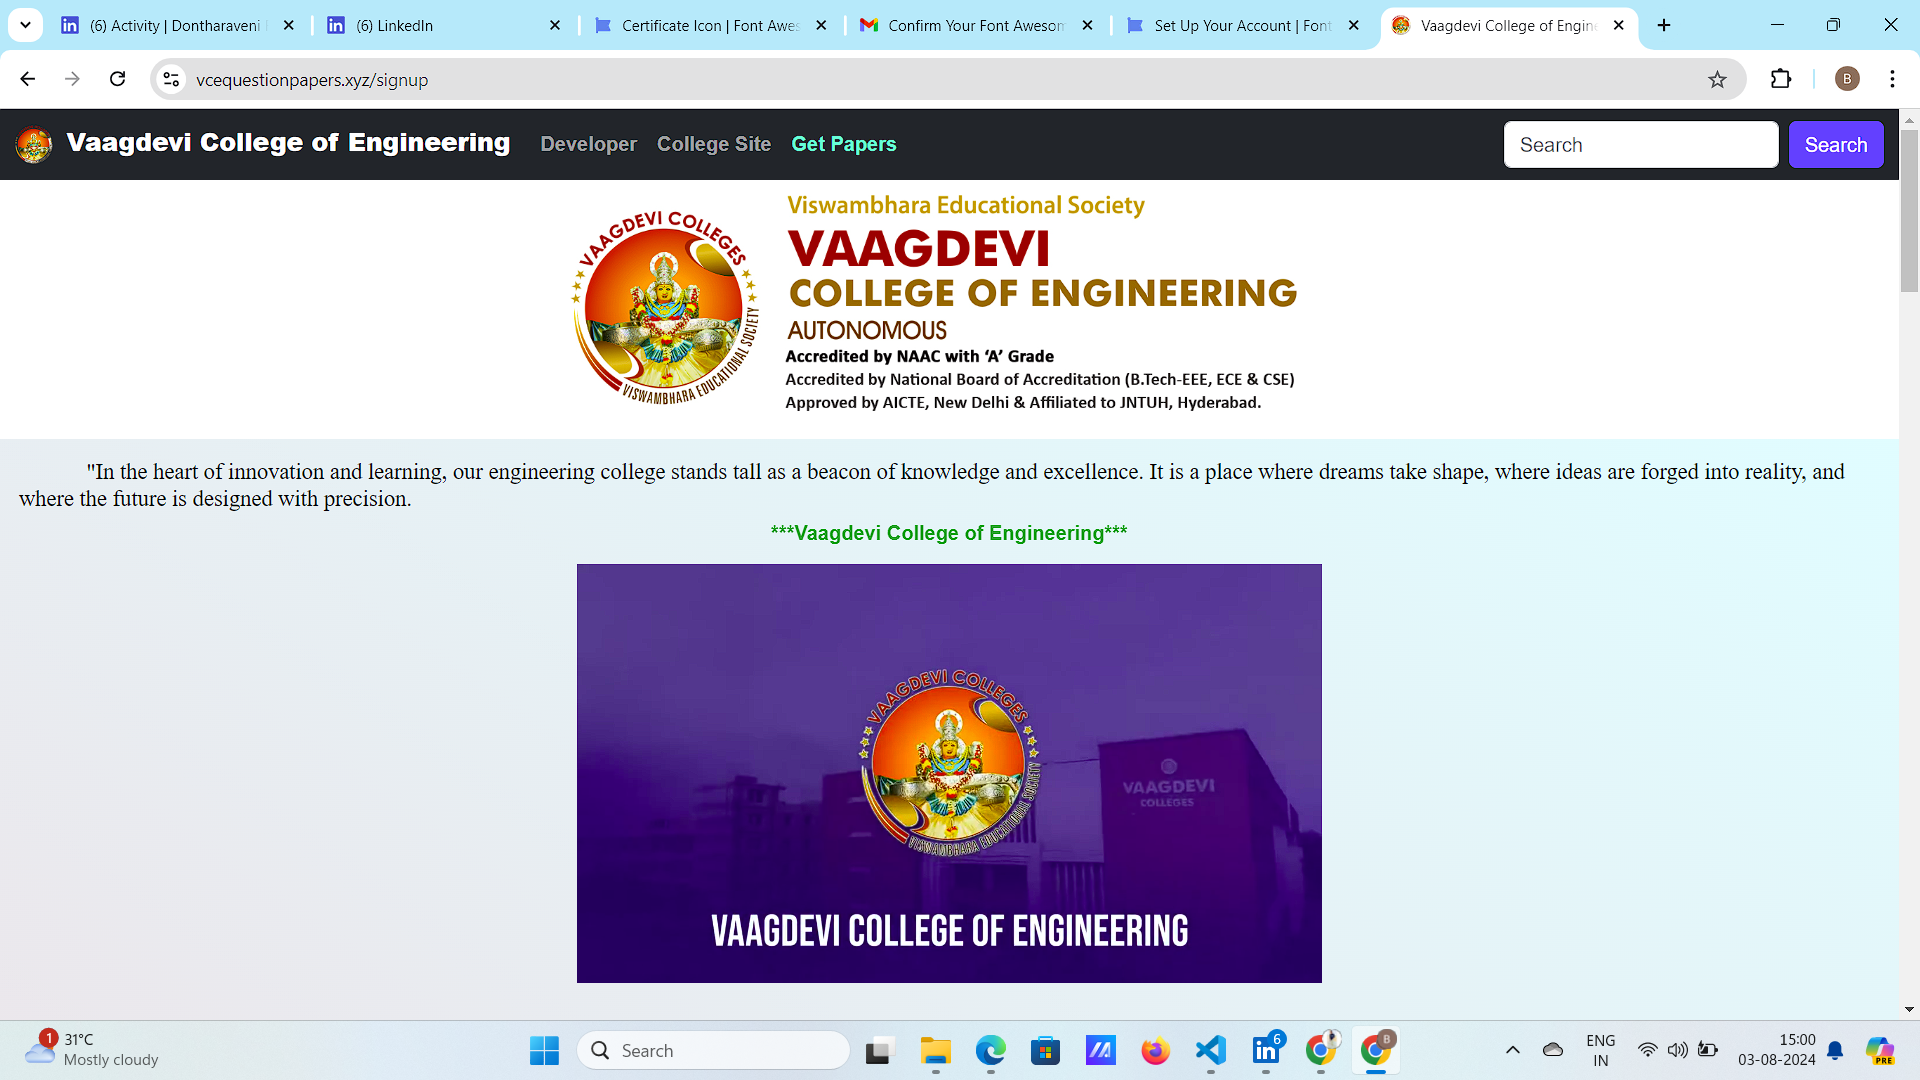 (6) Activity | Dontharaveni
(6) LinkedIn
Certificate Icon | Font Awes
Confirm Your Font Awesom
Set Up Your Account | Font
Vaagdevi College of Engine
vcequestionpapers.xyz/signup
B
Vaagdevi College of Engineering
Developer
College Site
Get Papers
Search
Search
VAAGDEVI COLLEGES
VISWAMBHARA EDUCATIONAL SOCIETY
Viswambhara Educational Society
VAAGDEVI
COLLEGE OF ENGINEERING
AUTONOMOUS
Accredited by NAAC with ‘A’ Grade
Accredited by National Board of Accreditation (B.Tech-EEE, ECE & CSE)
Approved by AICTE, New Delhi & Affiliated to JNTUH, Hyderabad.
"In the heart of innovation and learning, our engineering college stands tall as a beacon of knowledge and excellence. It is a place where dreams take shape, where ideas are forged into reality, and
where the future is designed with precision.
***Vaagdevi College of Engineering***
VAAGDEVI COLLEGES
VISWAMBHARA EDUCATIONAL SOCIETY
VAAGDEVI
COLLEGES
VAAGDEVI COLLEGE OF ENGINEERING
1
31°C
Mostly cloudy
Search
6
B
ENG
IN
15:00
03-08-2024
PRE